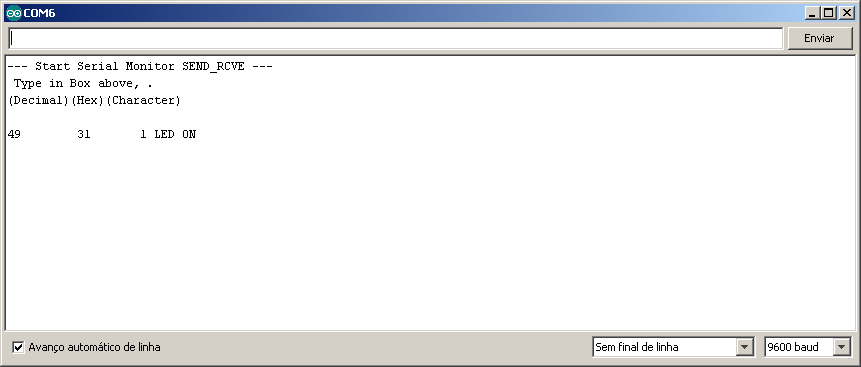 COM6
Enviar
--- Start Serial Monitor SEND_RCVE ---
 Type in Box above, .
(Decimal)(Hex)(Character)
49        31       1 LED ON
Avanço automático de linha
Sem final de linha
9600 baud